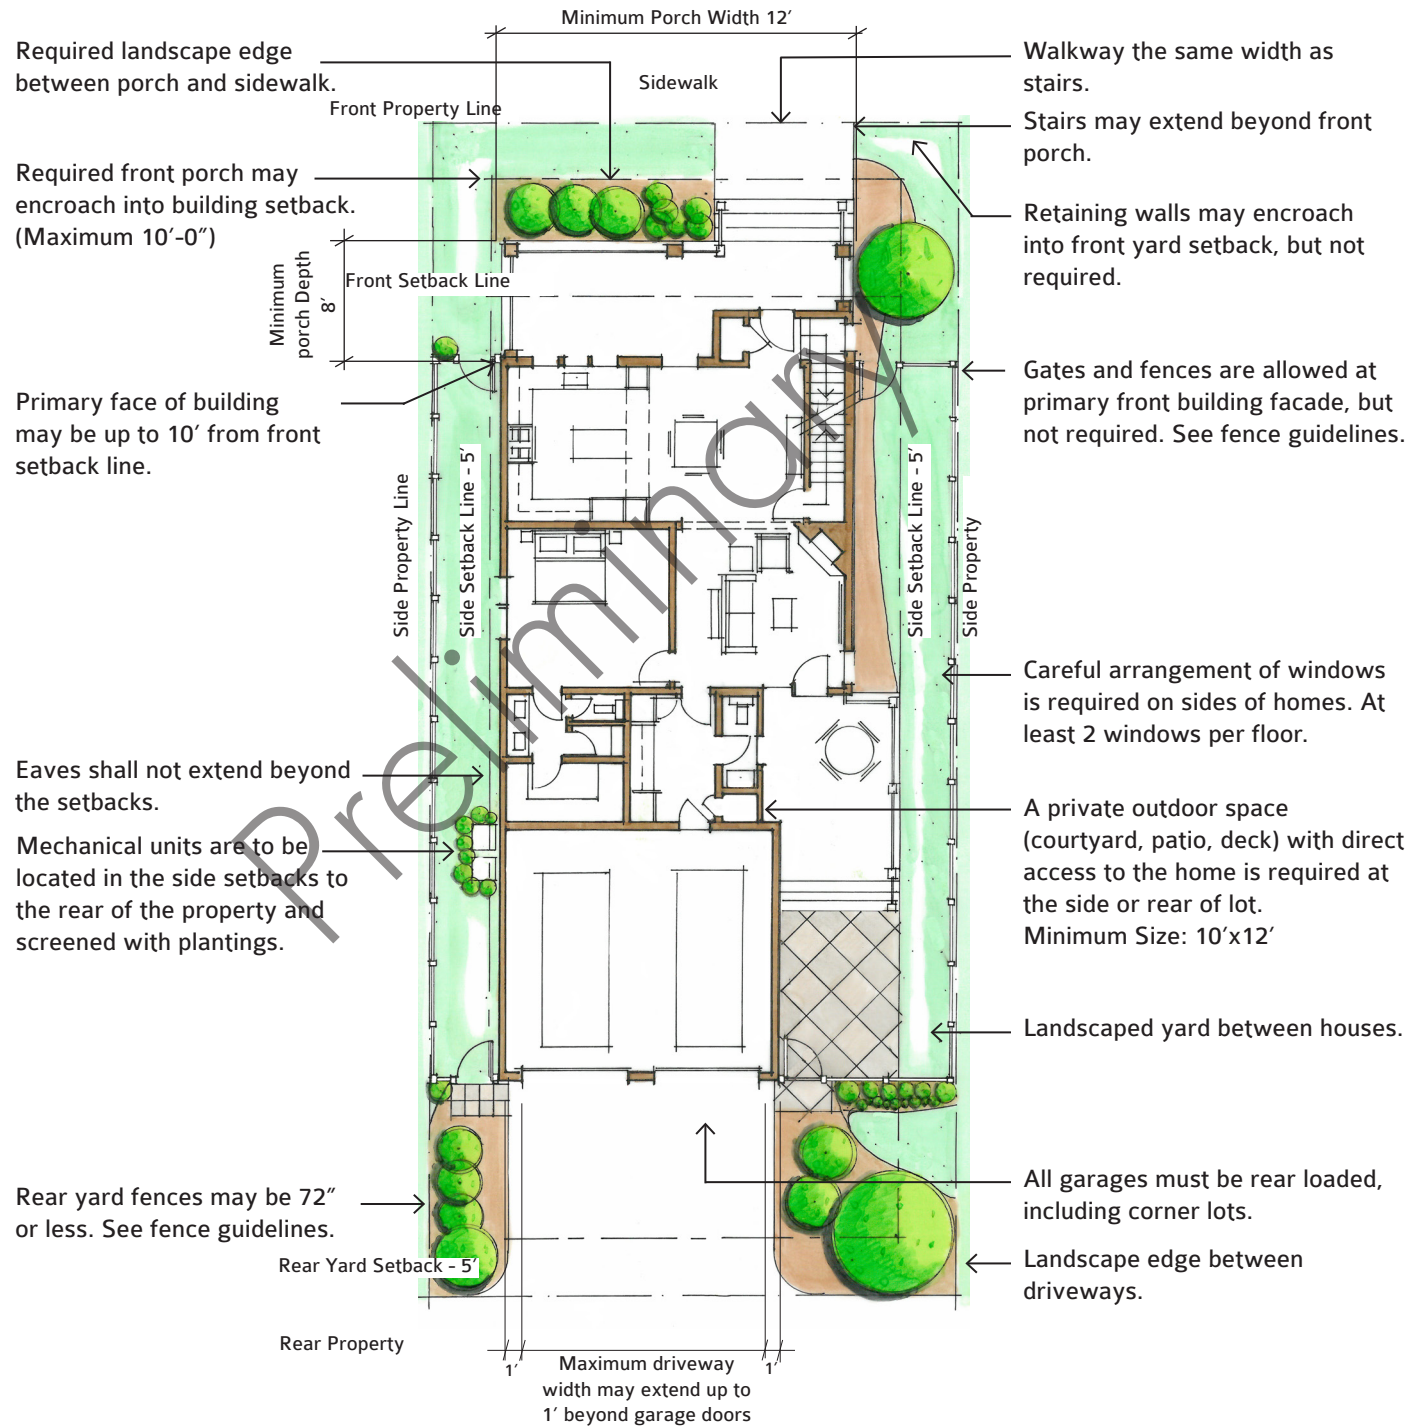 Minimum Porch Width 12′
Required landscape edge
between porch and sidewalk.
Sidewalk
Walkway the same width as
stairs.
Front Property Line
Stairs may extend beyond front
porch.
Required front porch may
encroach into building setback.
(Maximum 10′-0″)
Retaining walls may encroach
into front yard setback, but not
required.
Minimum
porch Depth
8′
Front Setback Line
Gates and fences are allowed at
primary front building facade, but
not required. See fence guidelines.
Primary face of building
may be up to 10′ from front
setback line.
Side Property Line
Side Setback Line - 5′
Side Setback Line - 5′
Side Property
Preliminary
Careful arrangement of windows
is required on sides of homes. At
least 2 windows per floor.
Eaves shall not extend beyond
the setbacks.
A private outdoor space
(courtyard, patio, deck) with direct
access to the home is required at
the side or rear of lot.
Minimum Size: 10′x12′
Mechanical units are to be
located in the side setbacks to
the rear of the property and
screened with plantings.
Landscaped yard between houses.
All garages must be rear loaded,
including corner lots.
Rear yard fences may be 72″
or less. See fence guidelines.
Rear Yard Setback - 5′
Landscape edge between
driveways.
Rear Property
1′
1′
Maximum driveway
width may extend up to
1′ beyond garage doors